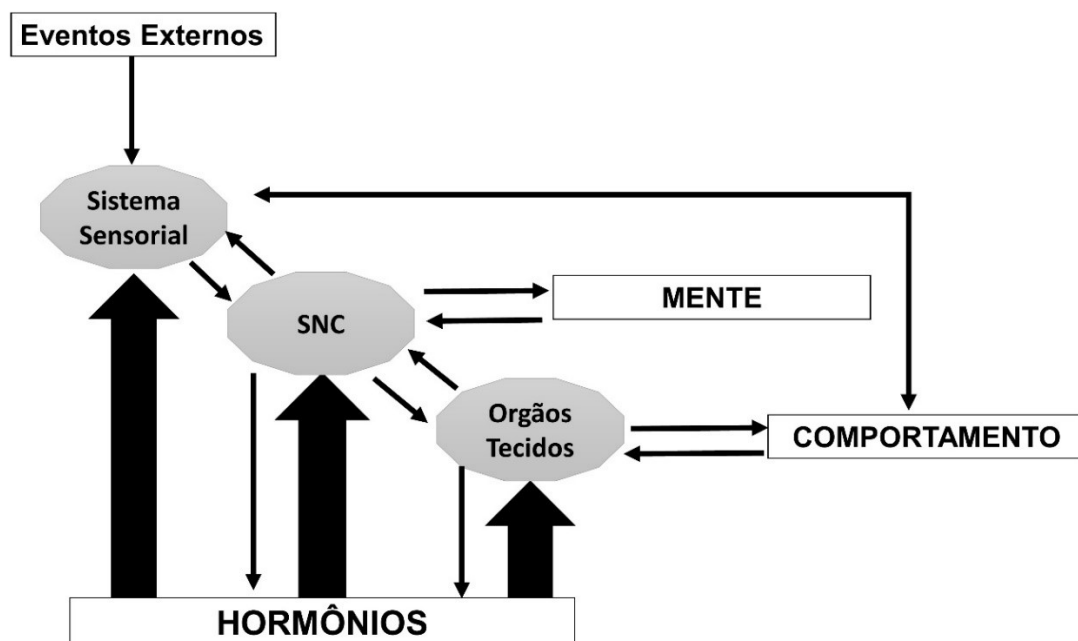 Eventos Externos
Sistema
Sensorial
SNC
MENTE
Orgãos
Tecidos
COMPORTAMENTO
HORMÔNIOS